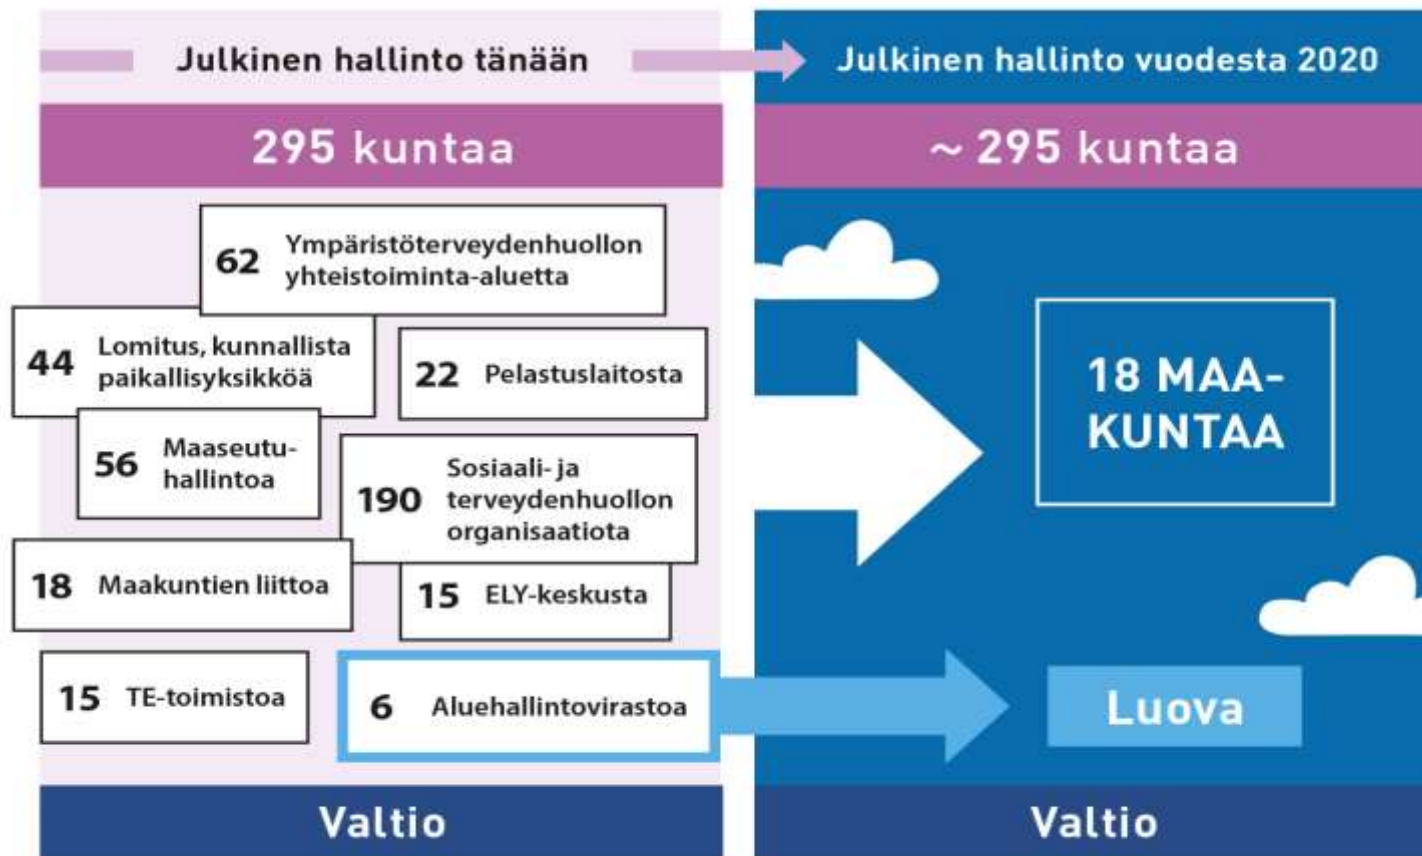 Julkinen hallinto tänään
295 kuntaa
62 Ympäristöterveydenhuollon
yhteistoiminta-aluetta
44 Lomitus, kunnallista
paikallisyksikköä
22 Pelastuslaitosta
56 Maaseutu-
hallintoa
190 Sosiaali- ja
terveydenhuollon
organisaatiota
18 Maakuntien liittoa
15 ELY-keskusta
15 TE-toimistoa
6 Aluehallintovirastoa
Valtio
Julkinen hallinto vuodesta 2020
~ 295 kuntaa
18 MAA-
KUNTAA
Luova
Valtio